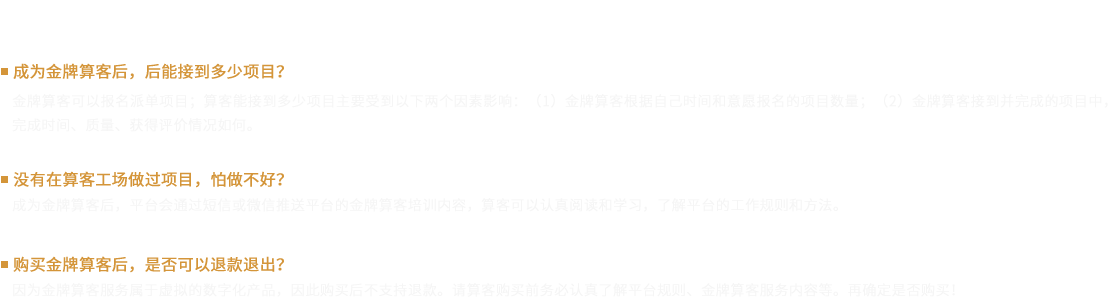 成为金牌算客后，后能接到多少项目？
金牌算客可以报名派单项目；算客能接到多少项目主要受到以下两个因素影响：（1）金牌算客根据自己时间和意愿报名的项目数量；（2）金牌算客接到并完成的项目中，
完成时间、质量、获得评价情况如何。
没有在算客工场做过项目，怕做不好？
成为金牌算客后，平台会通过短信或微信推送平台的金牌算客培训内容，算客可以认真阅读和学习，了解平台的工作规则和方法。
购买金牌算客后，是否可以退款退出？
因为金牌算客服务属于虚拟的数字化产品，因此购买后不支持退款。请算客购买前务必认真了解平台规则、金牌算客服务内容等，再确定是否购买！